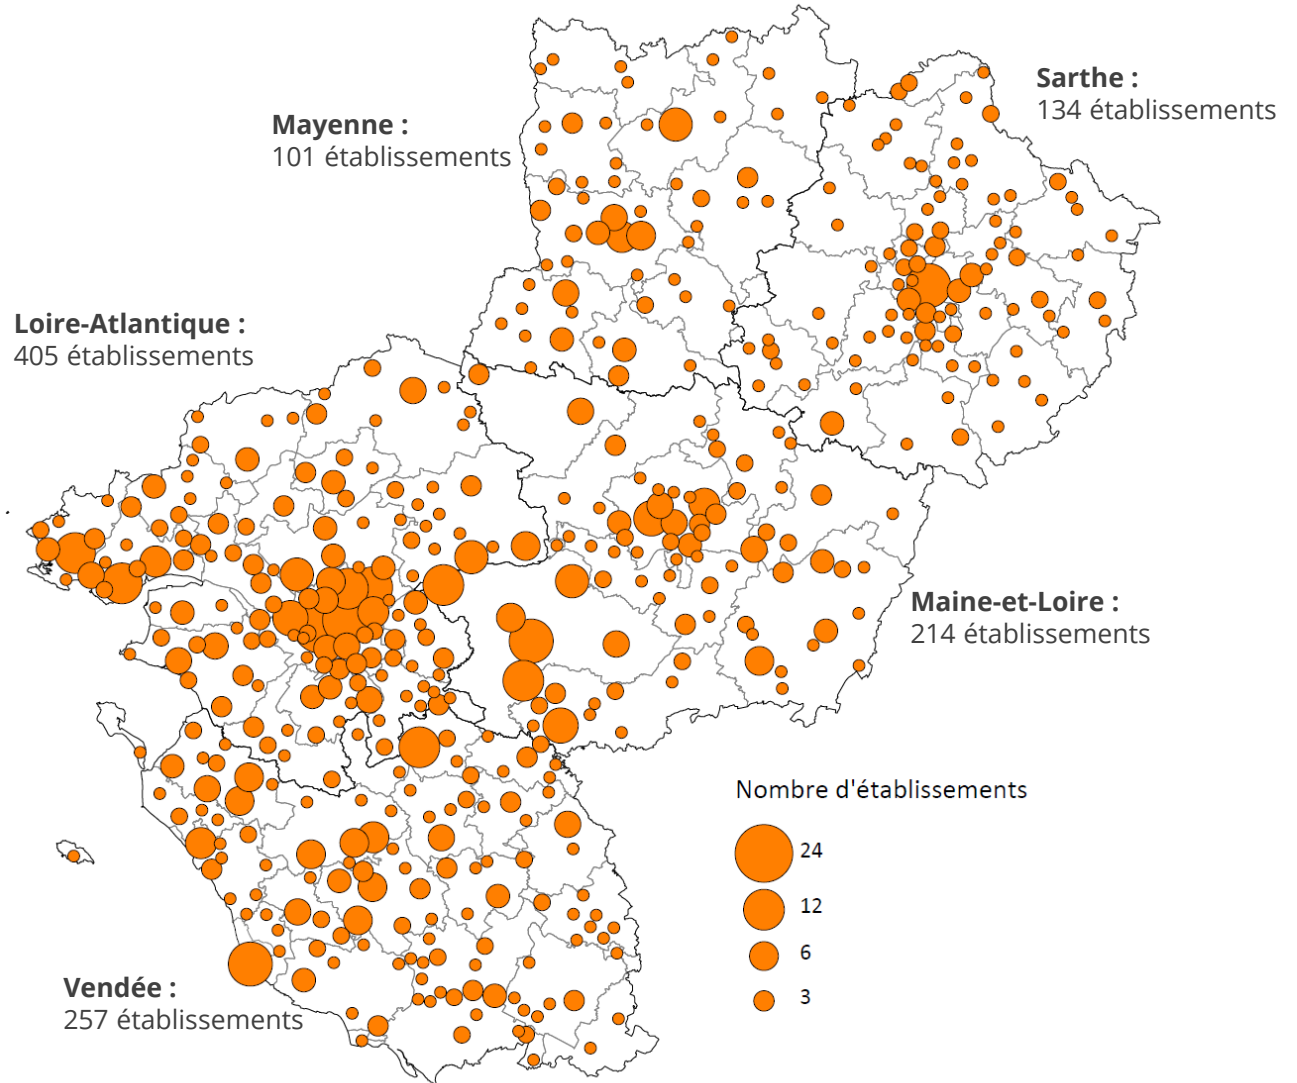 Sarthe :
134 établissements
Mayenne :
101 établissements
Loire-Atlantique :
405 établissements
Maine-et-Loire :
214 établissements
Nombre d'établissements
24
12
6
3
Vendée :
257 établissements